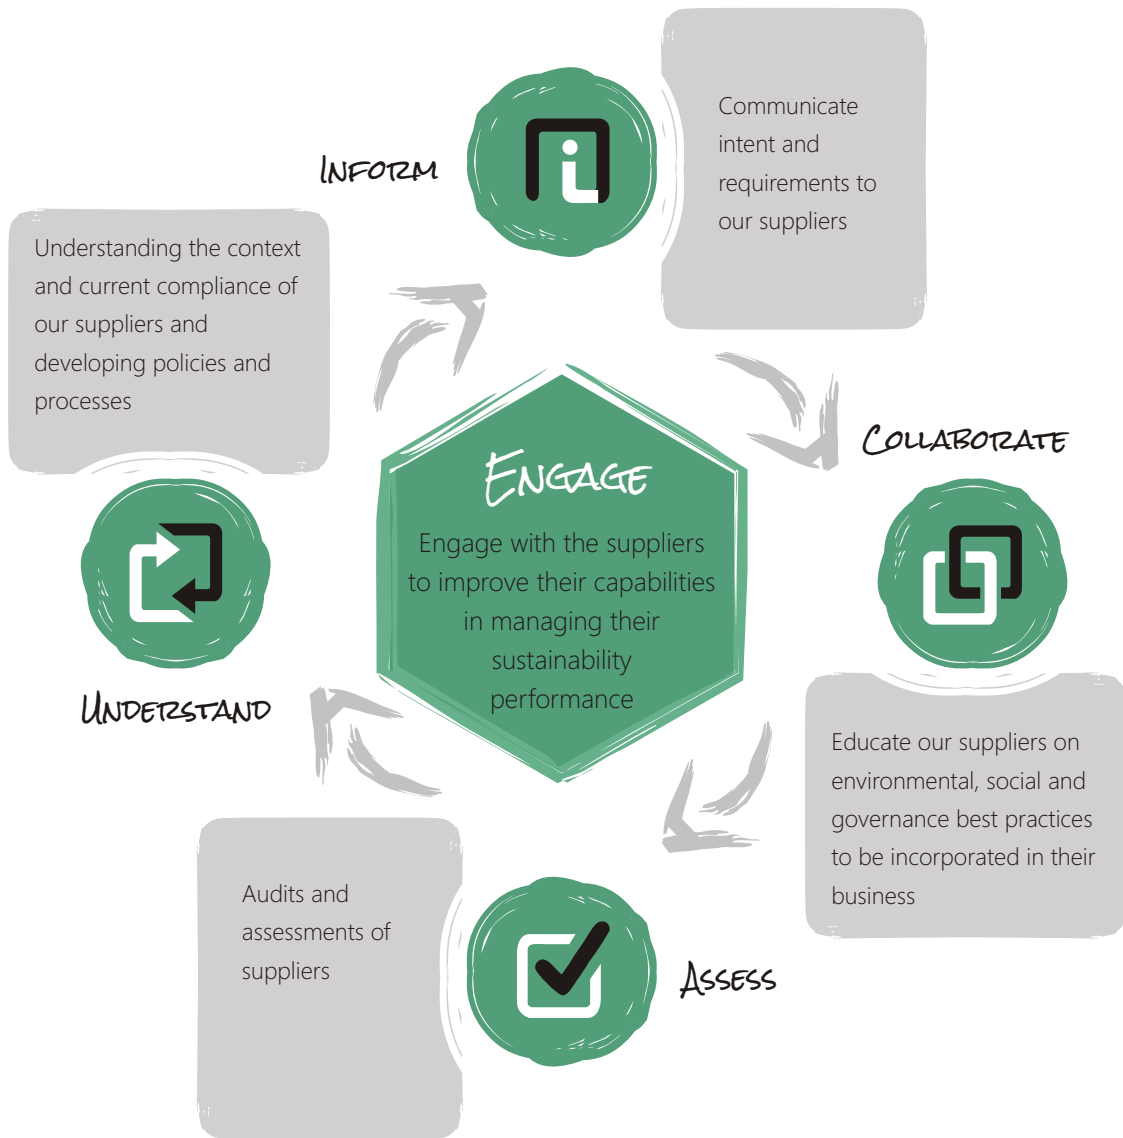 INFORM
Communicate
intent and
requirements to
our suppliers
Understanding the context
and current compliance of
our suppliers and
developing policies and
processes
COLLABORATE
ENGAGE
Engage with the suppliers
to improve their capabilities
in managing their
sustainability
performance
UNDERSTAND
Educate our suppliers on
environmental, social and
governance best practices
to be incorporated in their
business
Audits and
assessments of
suppliers
ASSESS